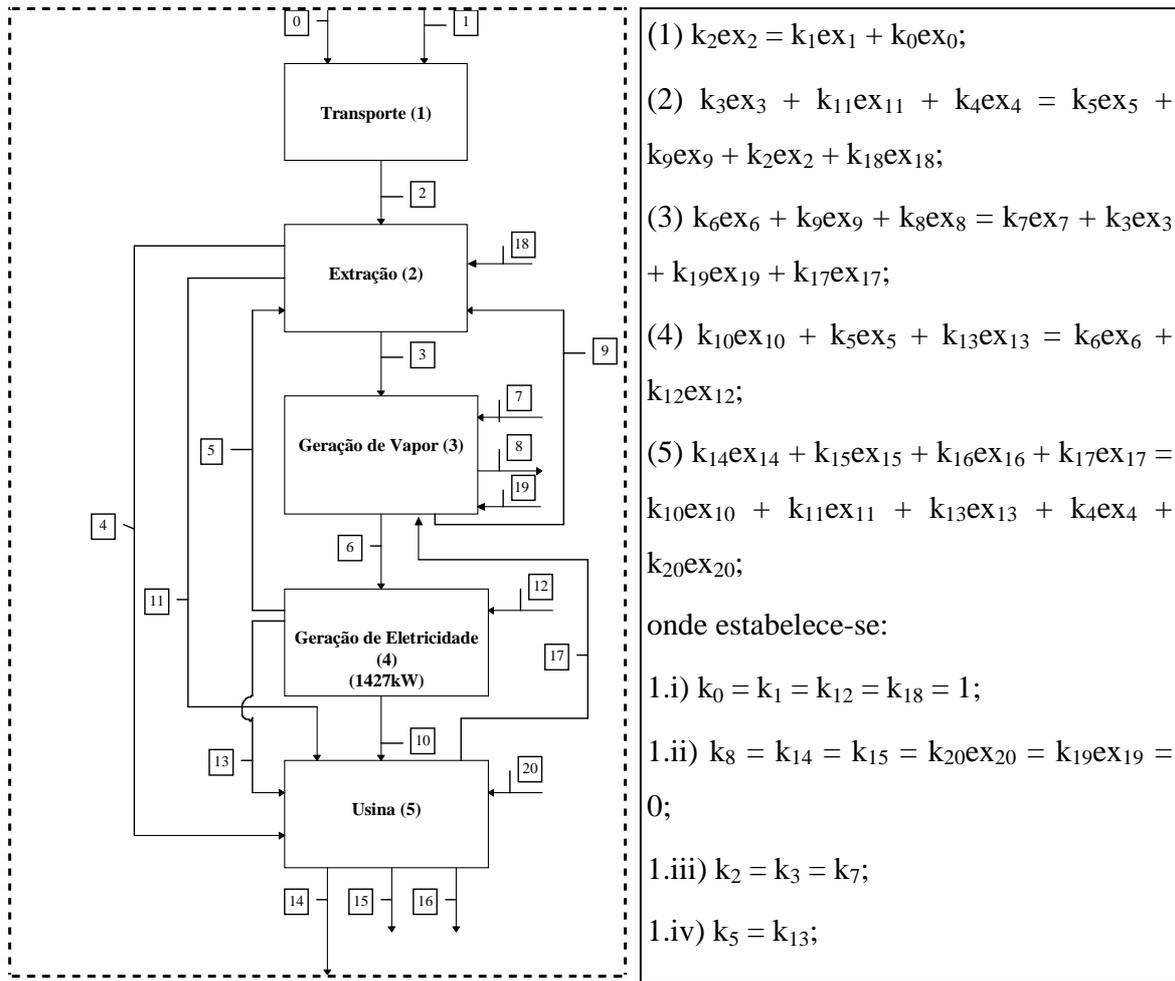 0
1
Transporte (1)
2
18
Extração (2)
3
9
7
Geração de Vapor (3)
8
5
19
4
6
12
11
Geração de Eletricidade
(4)
(1427kW)
17
10
13
20
Usina (5)
14
15
16
(1) k₂ex₂ = k₁ex₁ + k₀ex₀;
(2) k₃ex₃ + k₁₁ex₁₁ + k₄ex₄ = k₅ex₅ +
k₉ex₉ + k₂ex₂ + k₁₈ex₁₈;
(3) k₆ex₆ + k₉ex₉ + k₈ex₈ = k₇ex₇ + k₃ex₃
+ k₁₉ex₁₉ + k₁₇ex₁₇;
(4) k₁₀ex₁₀ + k₅ex₅ + k₁₃ex₁₃ = k₆ex₆ +
k₁₂ex₁₂;
(5) k₁₄ex₁₄ + k₁₅ex₁₅ + k₁₆ex₁₆ + k₁₇ex₁₇ =
k₁₀ex₁₀ + k₁₁ex₁₁ + k₁₃ex₁₃ + k₄ex₄ +
k₂₀ex₂₀;
onde estabelece-se:
1.i) k₀ = k₁ = k₁₂ = k₁₈ = 1;
1.ii) k₈ = k₁₄ = k₁₅ = k₂₀ex₂₀ = k₁₉ex₁₉ =
0;
1.iii) k₂ = k₃ = k₇;
1.iv) k₅ = k₁₃;